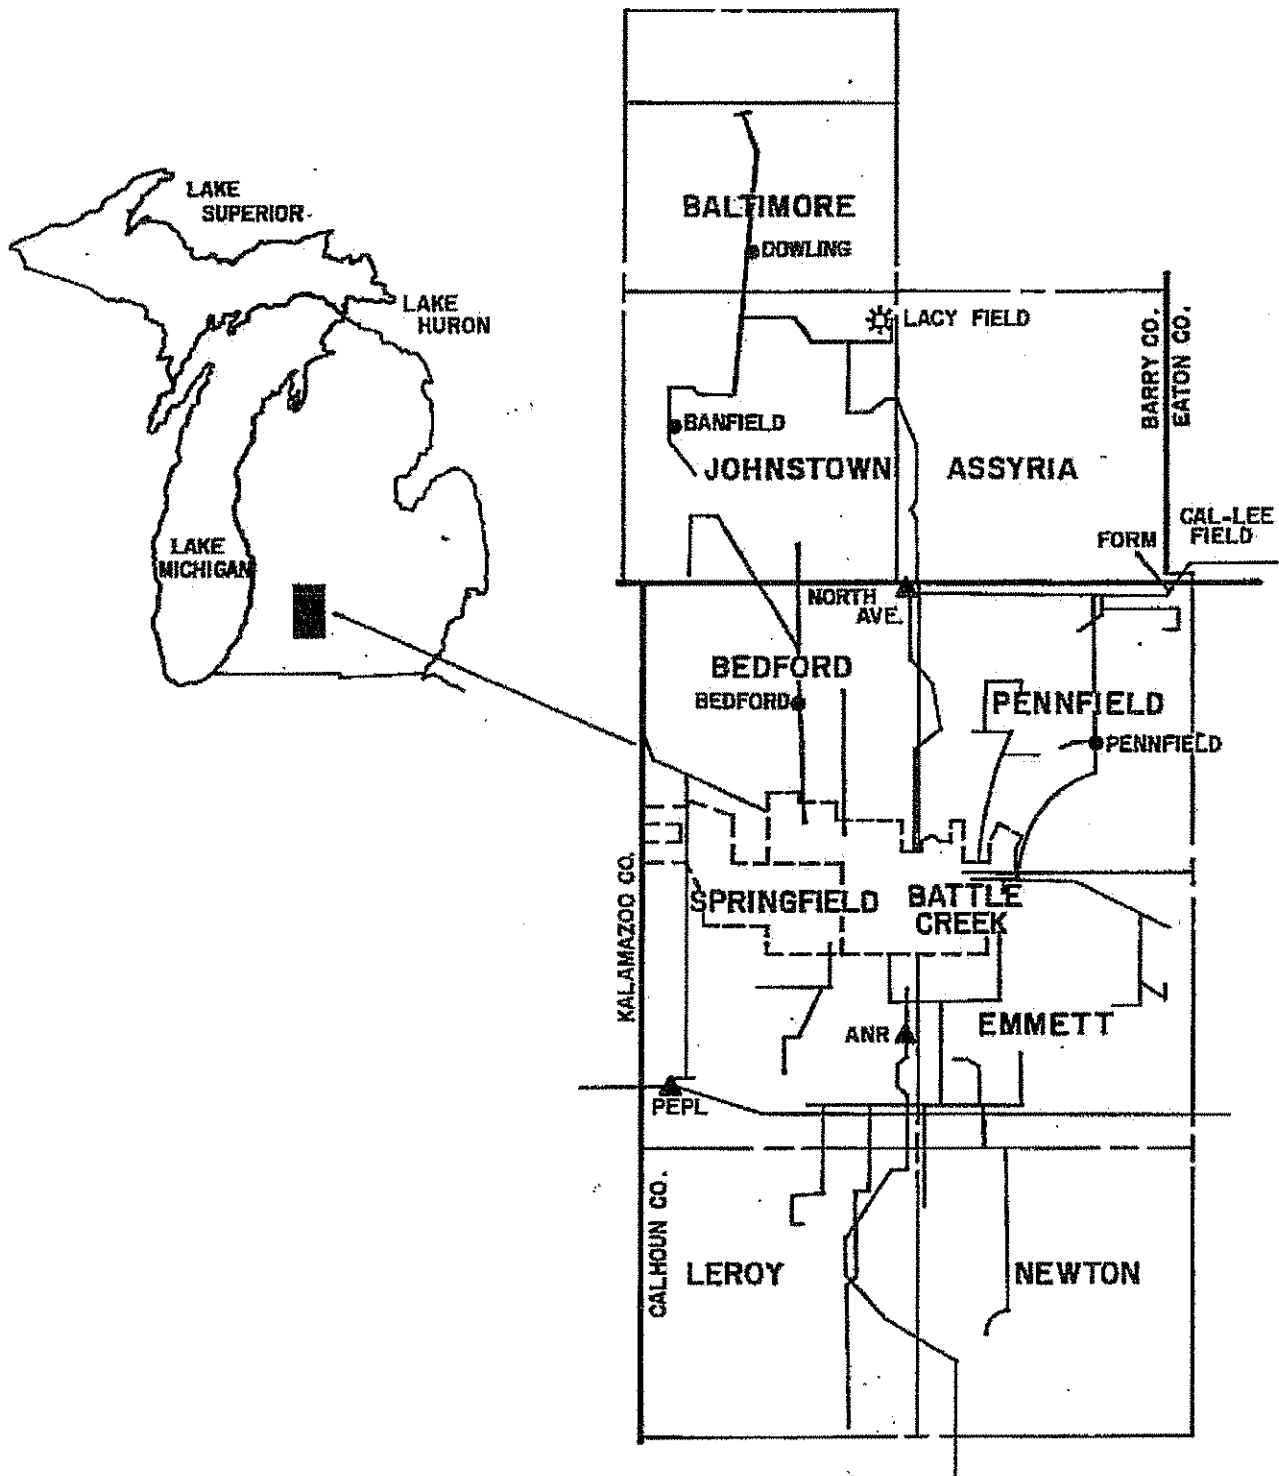 LAKE
SUPERIOR
LAKE
HURON
LAKE
MICHIGAN
BALTIMORE
DOWLING
LACY FIELD
BARRY CO.
EATON CO.
BANFIELD
JOHNSTOWN
ASSYRIA
CAL-LEE
FIELD
FORM
NORTH
AVE.
BEDFORD
BEDFORD
PENNFIELD
PENNFIELD
KALAMAZOO CO.
SPRINGFIELD
BATTLE
CREEK
ANR
EMMETT
PEPL
CALHOUN CO.
LEROY
NEWTON